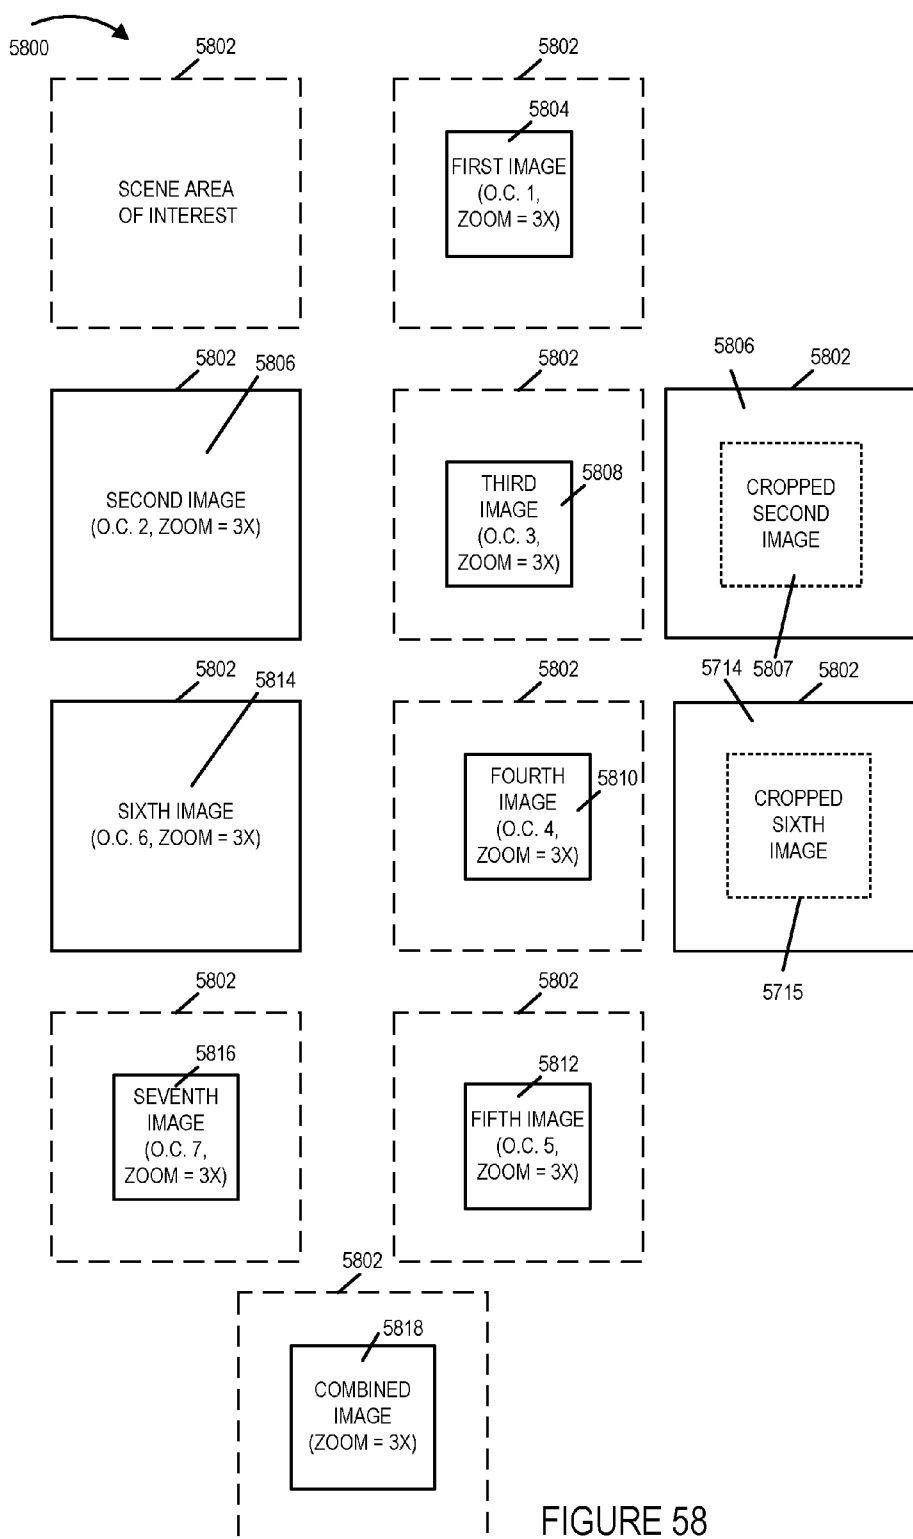 5800
5802
SCENE AREA
OF INTEREST
5802
5804
FIRST IMAGE
(O.C. 1,
ZOOM = 3X)
5802
5806
SECOND IMAGE
(O.C. 2, ZOOM = 3X)
5802
5808
THIRD
IMAGE
(O.C. 3,
ZOOM = 3X)
5806
5802
CROPPED
SECOND
IMAGE
5807
5802
5814
SIXTH IMAGE
(O.C. 6, ZOOM = 3X)
5802
5810
FOURTH
IMAGE
(O.C. 4,
ZOOM = 3X)
5714
5802
CROPPED
SIXTH
IMAGE
5715
5802
5816
SEVENTH
IMAGE
(O.C. 7,
ZOOM = 3X)
5802
5812
FIFTH IMAGE
(O.C. 5,
ZOOM = 3X)
5802
5818
COMBINED
IMAGE
(ZOOM = 3X)
FIGURE 58